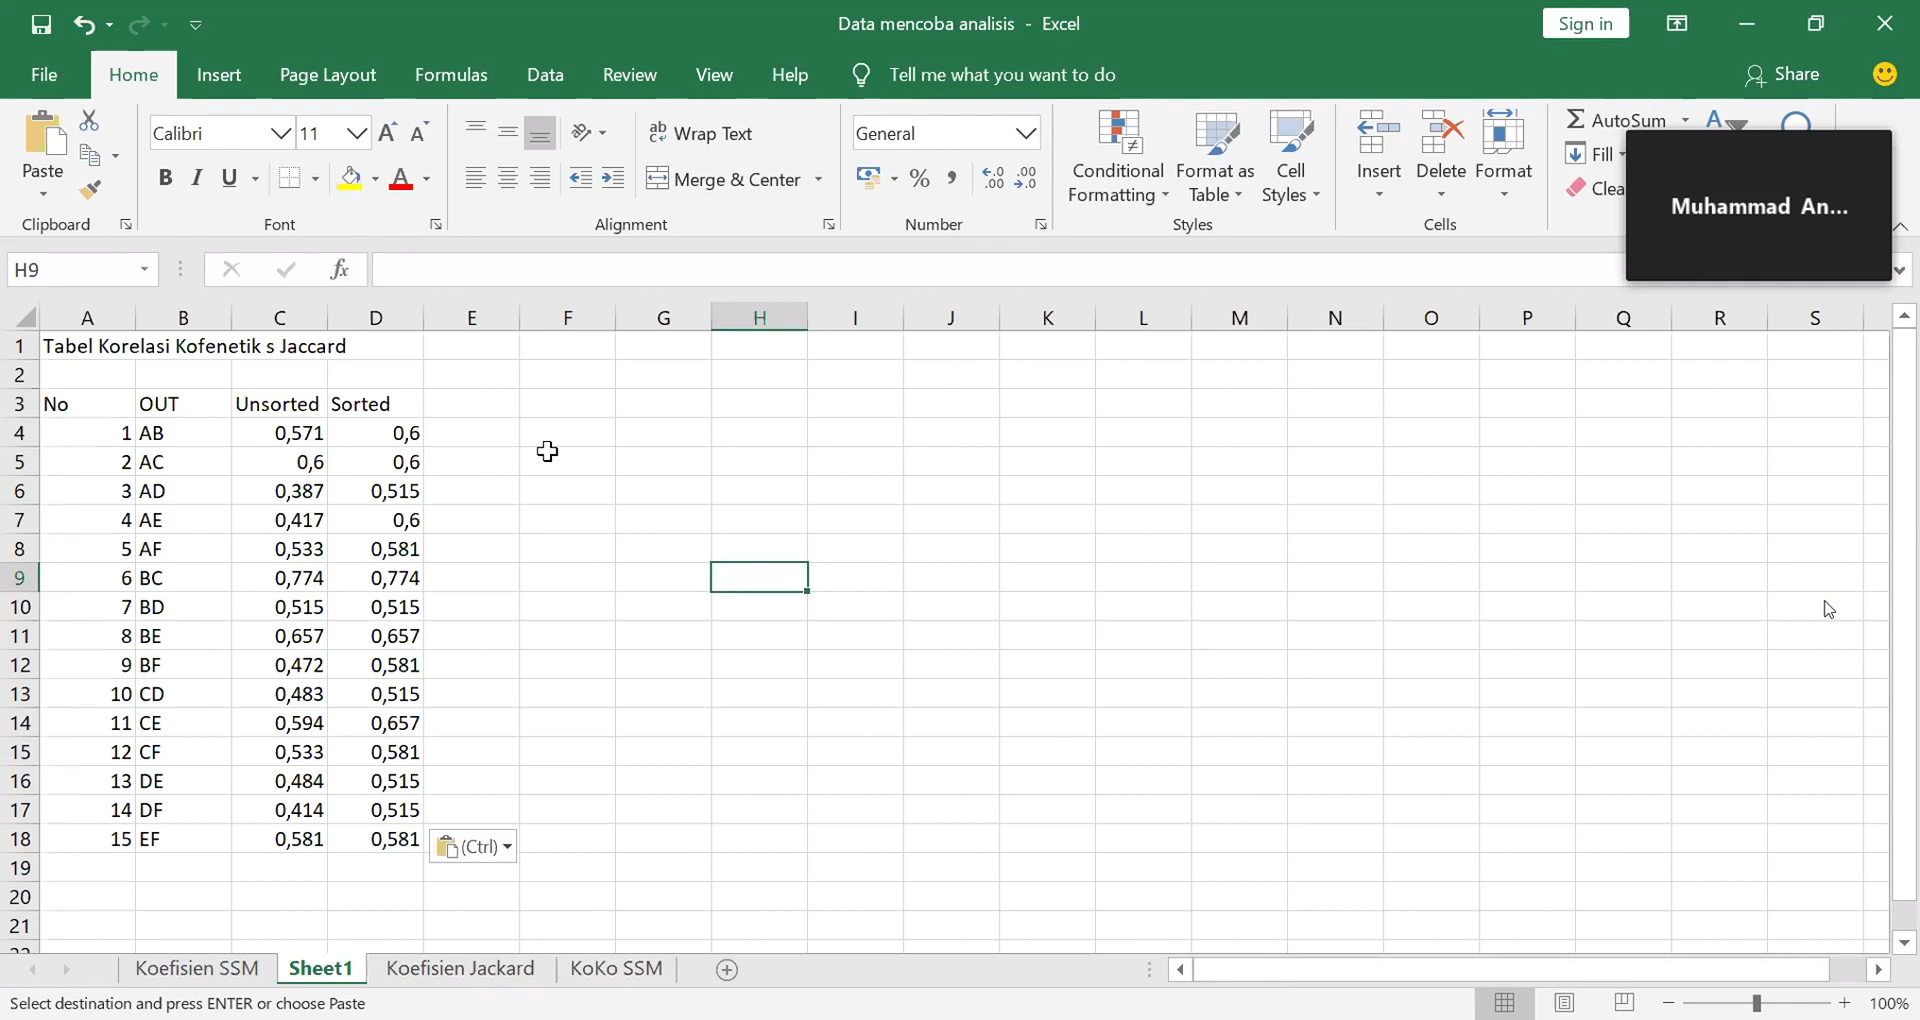 Data mencoba analisis - Excel
Sign in
File Home Insert Page Layout Formulas Data Review View Help Tell me what you want to do Share
Paste
Clipboard
Calibri 11 A A
B I U A
Font
ab Wrap Text
Merge & Center
Alignment
General
% , .00 .00
Number
Conditional Formatting
Format as Table
Cell Styles
Styles
Insert Delete Format
Cells
Σ AutoSum
Fill
Clea
Muhammad An...
H9 fx
A B C D E F G H I J K L M N O P Q R S
1 Tabel Korelasi Kofenetik s Jaccard
2
3 No OUT Unsorted Sorted
4 1 AB 0,571 0,6
5 2 AC 0,6 0,6
6 3 AD 0,387 0,515
7 4 AE 0,417 0,6
8 5 AF 0,533 0,581
9 6 BC 0,774 0,774
10 7 BD 0,515 0,515
11 8 BE 0,657 0,657
12 9 BF 0,472 0,581
13 10 CD 0,483 0,515
14 11 CE 0,594 0,657
15 12 CF 0,533 0,581
16 13 DE 0,484 0,515
17 14 DF 0,414 0,515
18 15 EF 0,581 0,581 (Ctrl)
19
20
21
Koefisien SSM Sheet1 Koefisien Jackard KoKo SSM
Select destination and press ENTER or choose Paste 100%